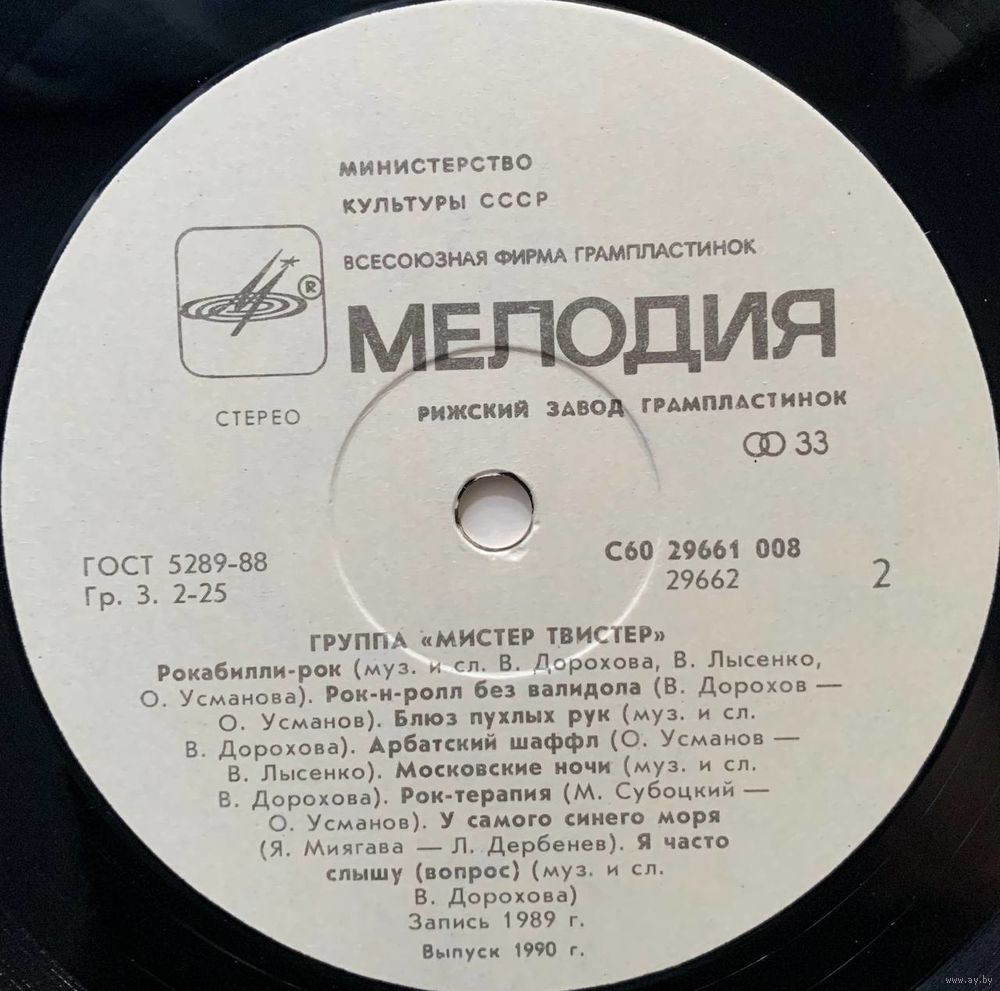 МИНИСТЕРСТВО
КУЛЬТУРЫ СССР
ВСЕСОЮЗНАЯ ФИРМА ГРАМПЛАСТИНОК
®
МЕЛОДИЯ
СТЕРЕО
РИЖСКИЙ ЗАВОД ГРАМПЛАСТИНОК
33
ГОСТ 5289-88
Гр. 3. 2-25
С60 29661 008
29662
2
ГРУППА «МИСТЕР ТВИСТЕР»
Рокабилли-рок (муз. и сл. В. Дорохова, В. Лысенко,
О. Усманова). Рок-н-ролл без валидола (В. Дорохов —
О. Усманов). Блюз пухлых рук (муз. и сл.
В. Дорохова). Арбатский шаффл (О. Усманов —
В. Лысенко). Московские ночи (муз. и сл.
В. Дорохова). Рок-терапия (М. Субоцкий —
О. Усманов). У самого синего моря
(Я. Миягава — Л. Дербенев). Я часто
слышу (вопрос) (муз. и сл.
В. Дорохова)
Запись 1989 г.
Выпуск 1990 г.
www.ay.by